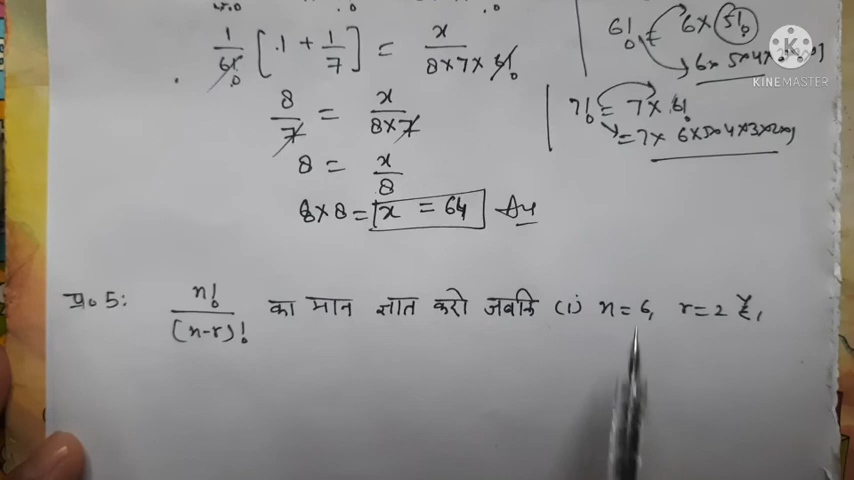 1/6! [1 + 1/7] = x/(8×7×6!)
8/7 = x/(8×7)
8 = x/8
8×8 = x = 64 Au
6! = 6×5!
7! = 7×6!
= 7× 6×5×4×3×2×1
K
KINEMASTER
प्र० 5: n!/(n-r)! का मान ज्ञात करो जबकि (i) n=6, r=2 है,